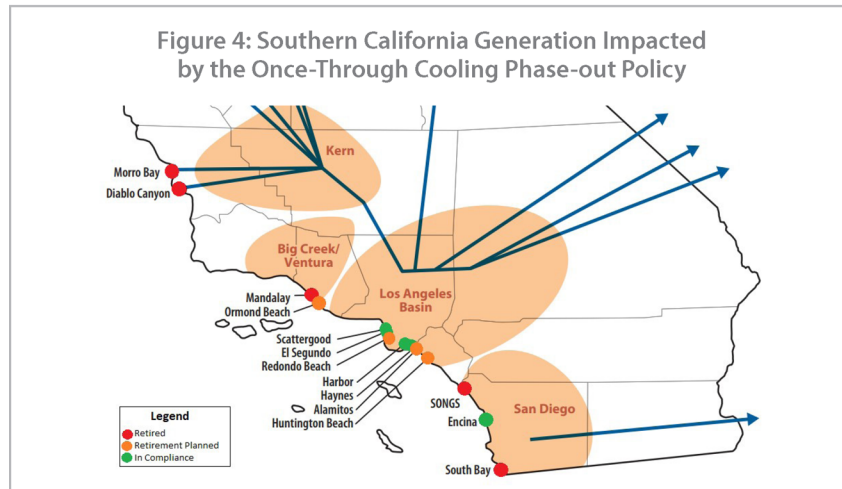 Figure 4: Southern California Generation Impacted
by the Once-Through Cooling Phase-out Policy
Kern
Morro Bay
Diablo Canyon
Big Creek/
Ventura
Los Angeles
Basin
Mandalay
Ormond Beach
Scattergood
El Segundo
Redondo Beach
Harbor
Haynes
Alamitos
Huntington Beach
SONGS
San Diego
Encina
South Bay
Legend
Retired
Retirement Planned
In Compliance